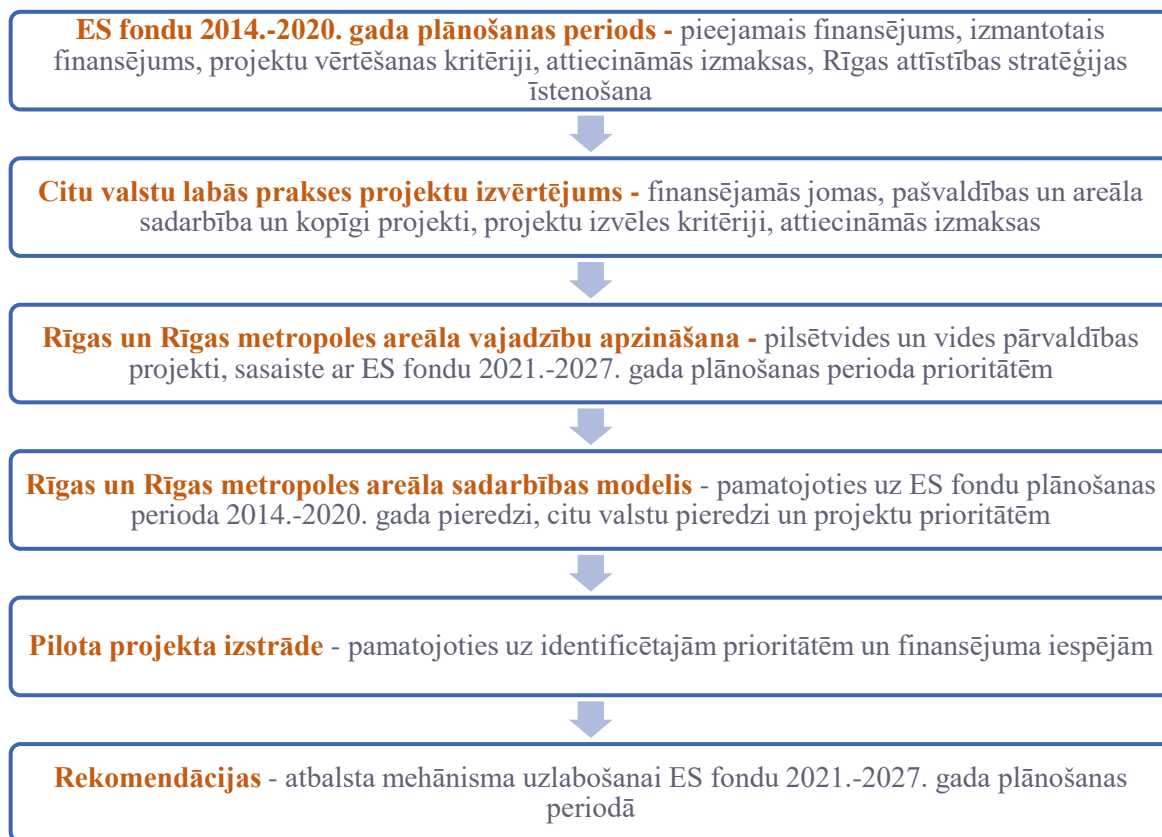 ES fondu 2014.-2020. gada plānošanas periods - pieejamais finansējums, izmantotais
finansējums, projektu vērtēšanas kritēriji, attiecināmās izmaksas, Rīgas attīstības stratēģijas
īstenošana
Citu valstu labās prakses projektu izvērtējums - finansējamās jomas, pašvaldības un areāla
sadarbība un kopīgi projekti, projektu izvēles kritēriji, attiecināmās izmaksas
Rīgas un Rīgas metropoles areāla vajadzību apzināšana - pilsētvides un vides pārvaldības
projekti, sasaiste ar ES fondu 2021.-2027. gada plānošanas perioda prioritātēm
Rīgas un Rīgas metropoles areāla sadarbības modelis - pamatojoties uz ES fondu plānošanas
perioda 2014.-2020. gada pieredzi, citu valstu pieredzi un projektu prioritātēm
Pilota projekta izstrāde - pamatojoties uz identificētajām prioritātēm un finansējuma iespējām
Rekomendācijas - atbalsta mehānisma uzlabošanai ES fondu 2021.-2027. gada plānošanas
periodā